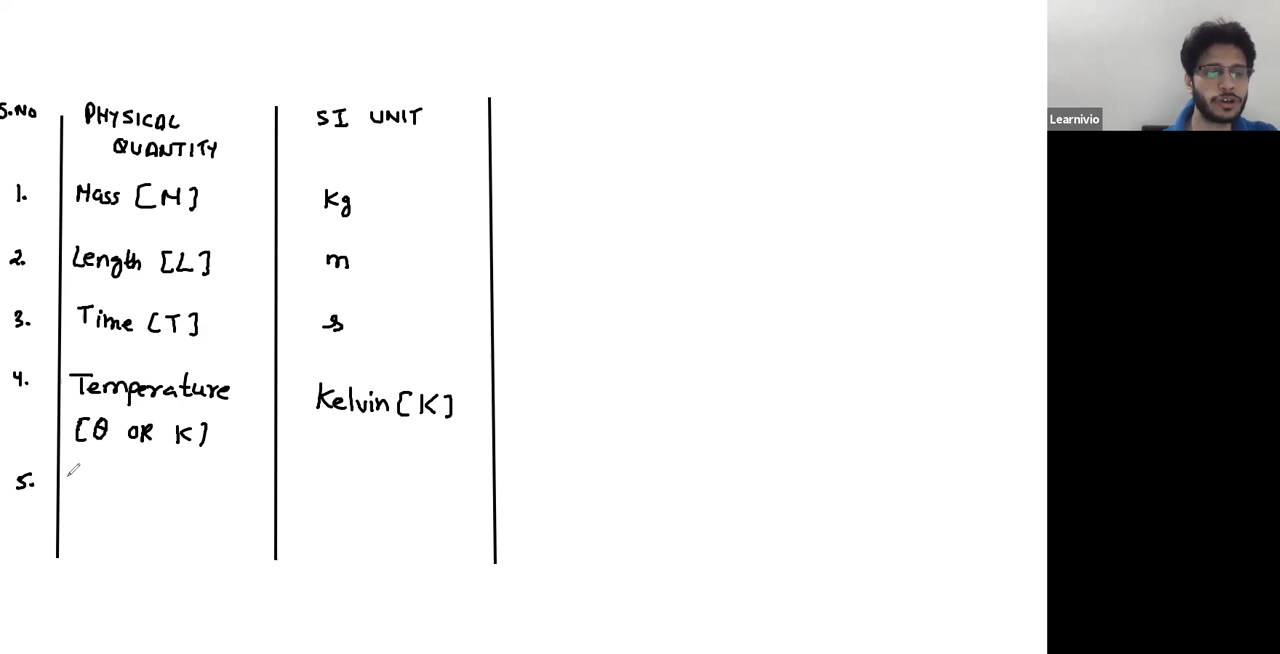 S.NO PHYSICAL QUANTITY SI UNIT
1. Mass [M] kg
2. Length [L] m
3. Time [T] s
4. Temperature [θ OR K] Kelvin [K]
5.
Learnivio